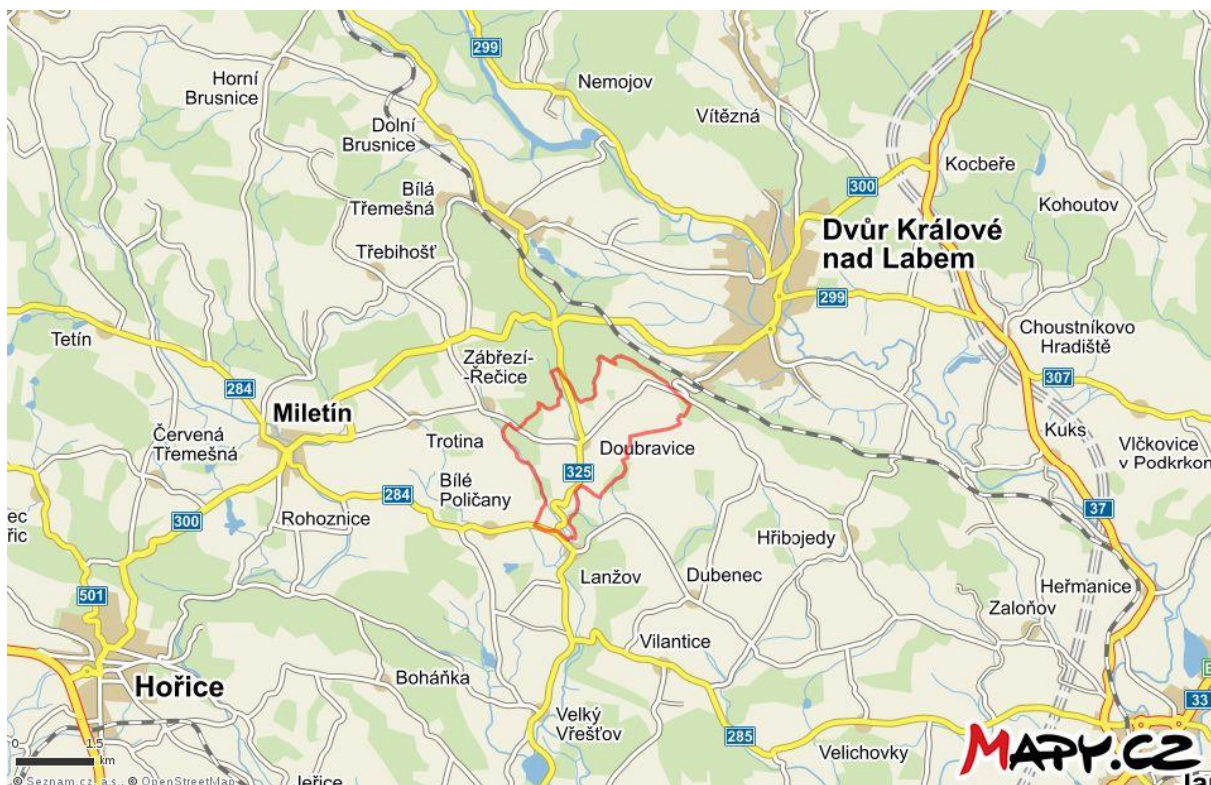 299
Horní
Brusnice
Nemojov
Vítězná
Dolní
Brusnice
Kocbeře
300
Bílá
Třemešná
Kohoutov
Třebihošť
Dvůr Králové
nad Labem
299
Tetín
Choustníkovo
Hradiště
Zábřezí-
-Řečice
307
284
Miletín
Kuks
Červená
Třemešná
Trotina
Doubravice
Vlčkovice
v Podkrkon
325
Bílé
Poličany
284
37
300
Rohoznice
Hřibojedy
Lanžov
Dubenec
Heřmanice
501
Zaloňov
Vilantice
Boháňka
Hořice
33
Velký
Vřešťov
285
Velichovky
0 1,5
km
MAPY.CZ
Jeřice
© Seznam.cz, a.s., © OpenStreetMap